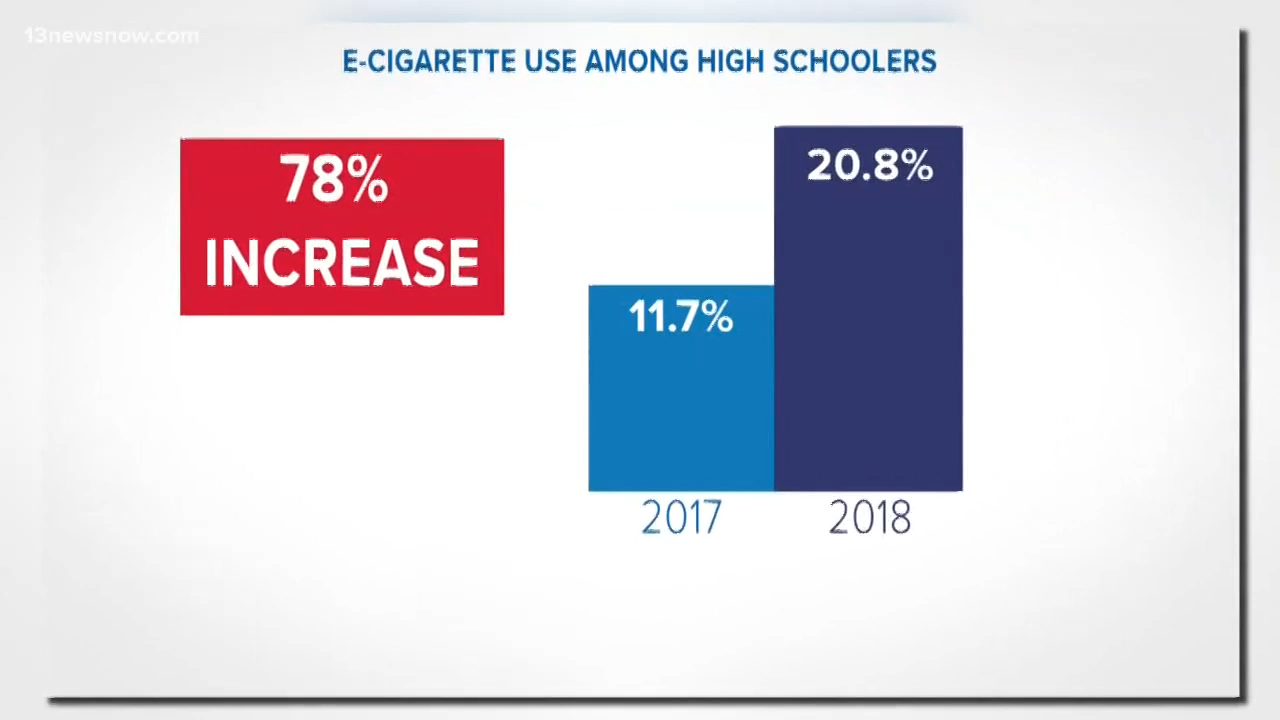 13newsnow.com
E-CIGARETTE USE AMONG HIGH SCHOOLERS
78%
INCREASE
20.8%
11.7%
2017
2018